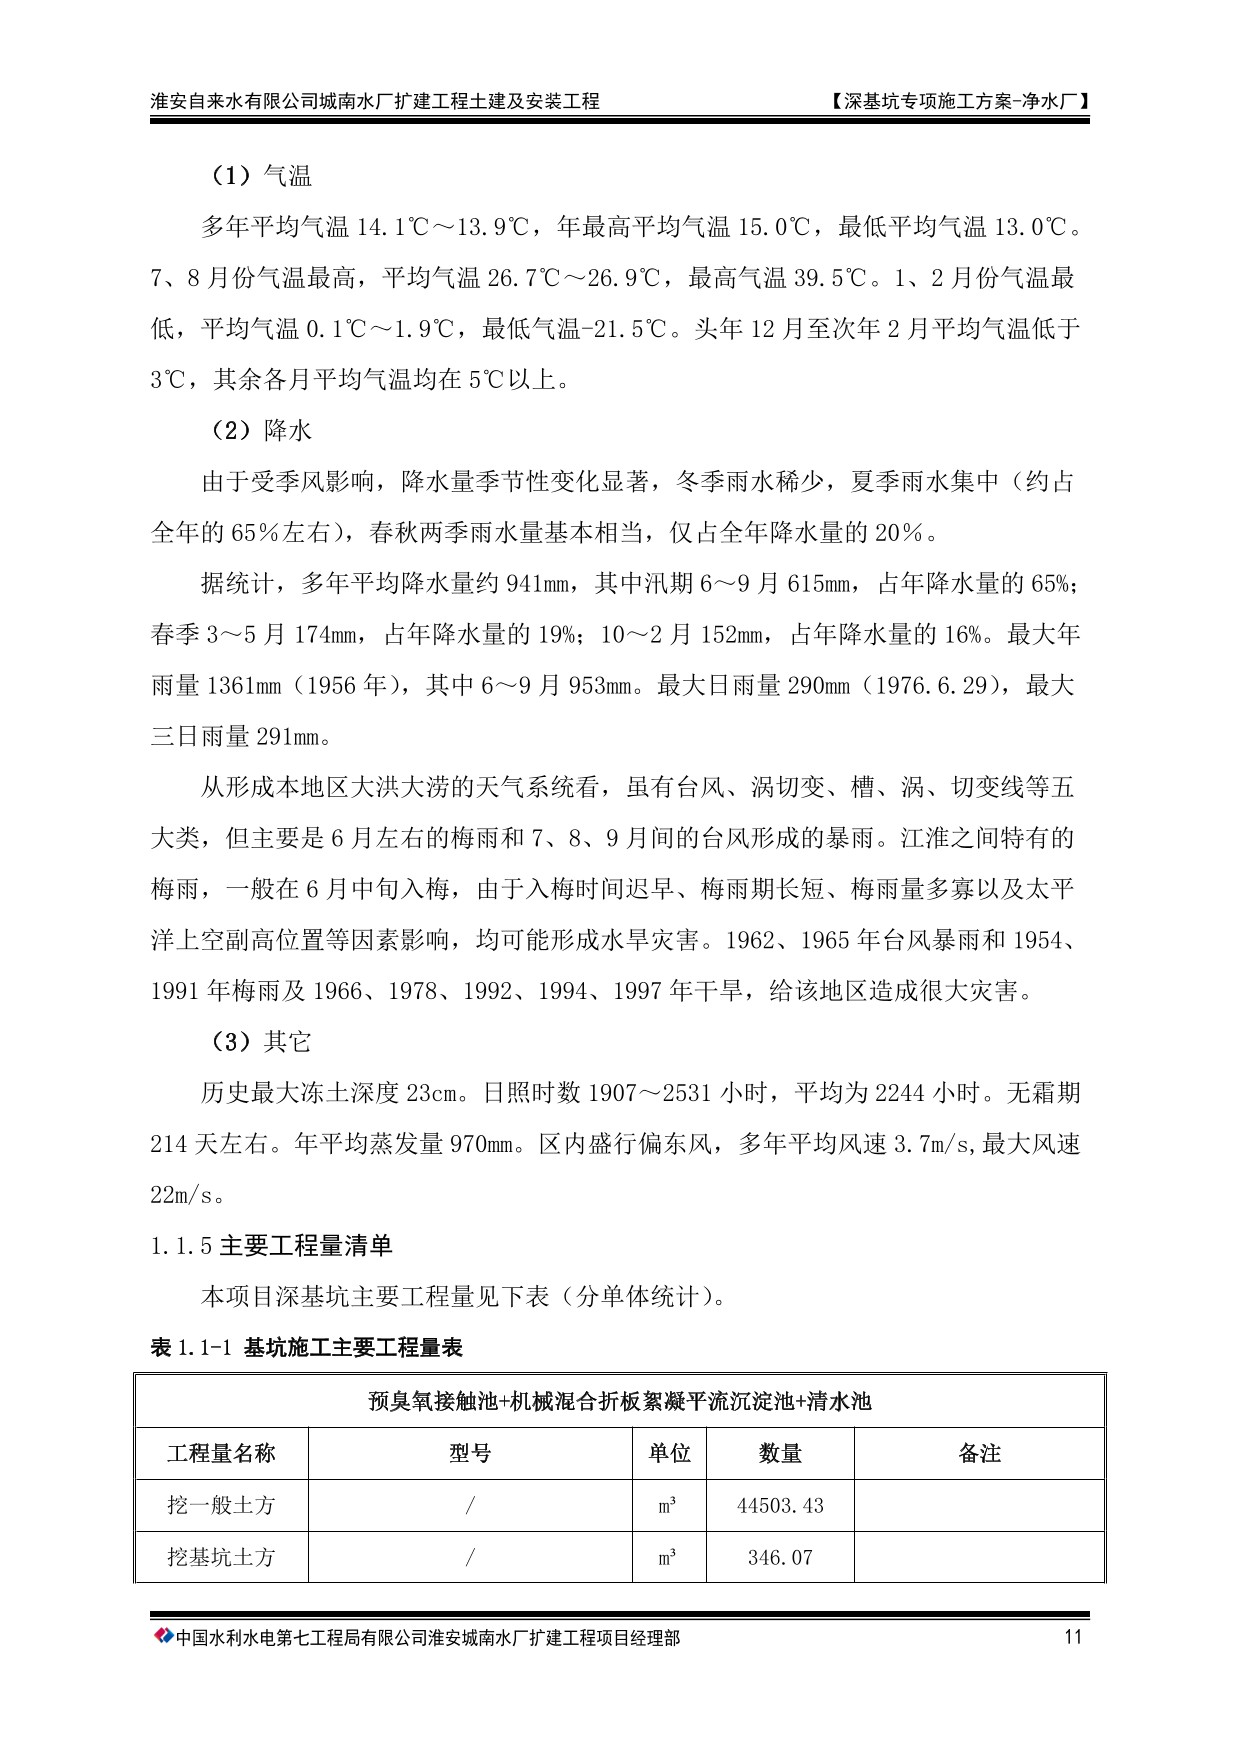 淮安自来水有限公司城南水厂扩建工程土建及安装工程 【深基坑专项施工方案-净水厂】
（1）气温
多年平均气温 14.1℃～13.9℃，年最高平均气温 15.0℃，最低平均气温 13.0℃。
7、8 月份气温最高，平均气温 26.7℃～26.9℃，最高气温 39.5℃。1、2 月份气温最
低，平均气温 0.1℃～1.9℃，最低气温-21.5℃。头年 12 月至次年 2 月平均气温低于
3℃，其余各月平均气温均在 5℃以上。
（2）降水
由于受季风影响，降水量季节性变化显著，冬季雨水稀少，夏季雨水集中（约占
全年的 65％左右），春秋两季雨水量基本相当，仅占全年降水量的 20％。
据统计，多年平均降水量约 941mm，其中汛期 6～9 月 615mm，占年降水量的 65%；
春季 3～5 月 174mm，占年降水量的 19%；10～2 月 152mm，占年降水量的 16%。最大年
雨量 1361mm（1956 年），其中 6～9 月 953mm。最大日雨量 290mm（1976.6.29），最大
三日雨量 291mm。
从形成本地区大洪大涝的天气系统看，虽有台风、涡切变、槽、涡、切变线等五
大类，但主要是 6 月左右的梅雨和 7、8、9 月间的台风形成的暴雨。江淮之间特有的
梅雨，一般在 6 月中旬入梅，由于入梅时间迟早、梅雨期长短、梅雨量多寡以及太平
洋上空副高位置等因素影响，均可能形成水旱灾害。1962、1965 年台风暴雨和 1954、
1991 年梅雨及 1966、1978、1992、1994、1997 年干旱，给该地区造成很大灾害。
（3）其它
历史最大冻土深度 23cm。日照时数 1907～2531 小时，平均为 2244 小时。无霜期
214 天左右。年平均蒸发量 970mm。区内盛行偏东风，多年平均风速 3.7m/s,最大风速
22m/s。
1.1.5 主要工程量清单
本项目深基坑主要工程量见下表（分单体统计）。
表 1.1-1 基坑施工主要工程量表
预臭氧接触池+机械混合折板絮凝平流沉淀池+清水池
工程量名称 型号 单位 数量 备注
挖一般土方 / m³ 44503.43
挖基坑土方 / m³ 346.07
中国水利水电第七工程局有限公司淮安城南水厂扩建工程项目经理部 11